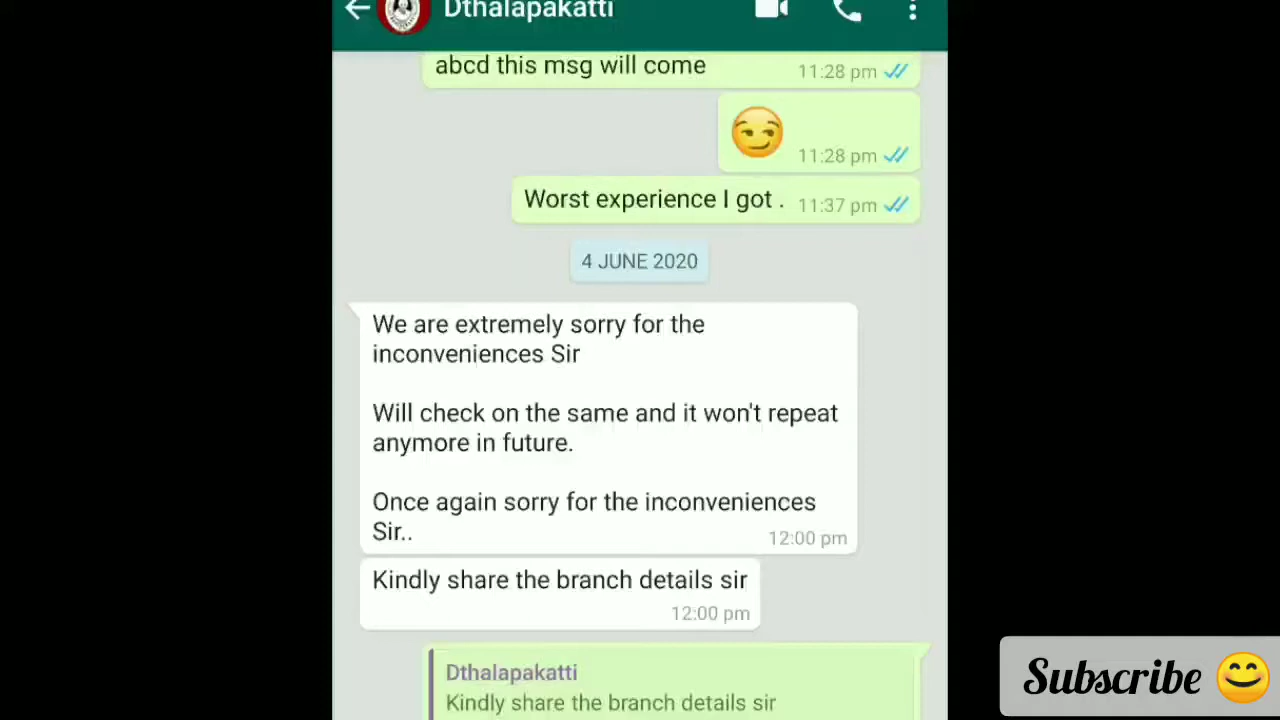 Dthalapakatti
abcd this msg will come
11:28 pm
11:28 pm
Worst experience I got .
11:37 pm
4 JUNE 2020
We are extremely sorry for the
inconveniences Sir
Will check on the same and it won't repeat
anymore in future.
Once again sorry for the inconveniences
Sir..
12:00 pm
Kindly share the branch details sir
12:00 pm
Dthalapakatti
Kindly share the branch details sir
Subscribe